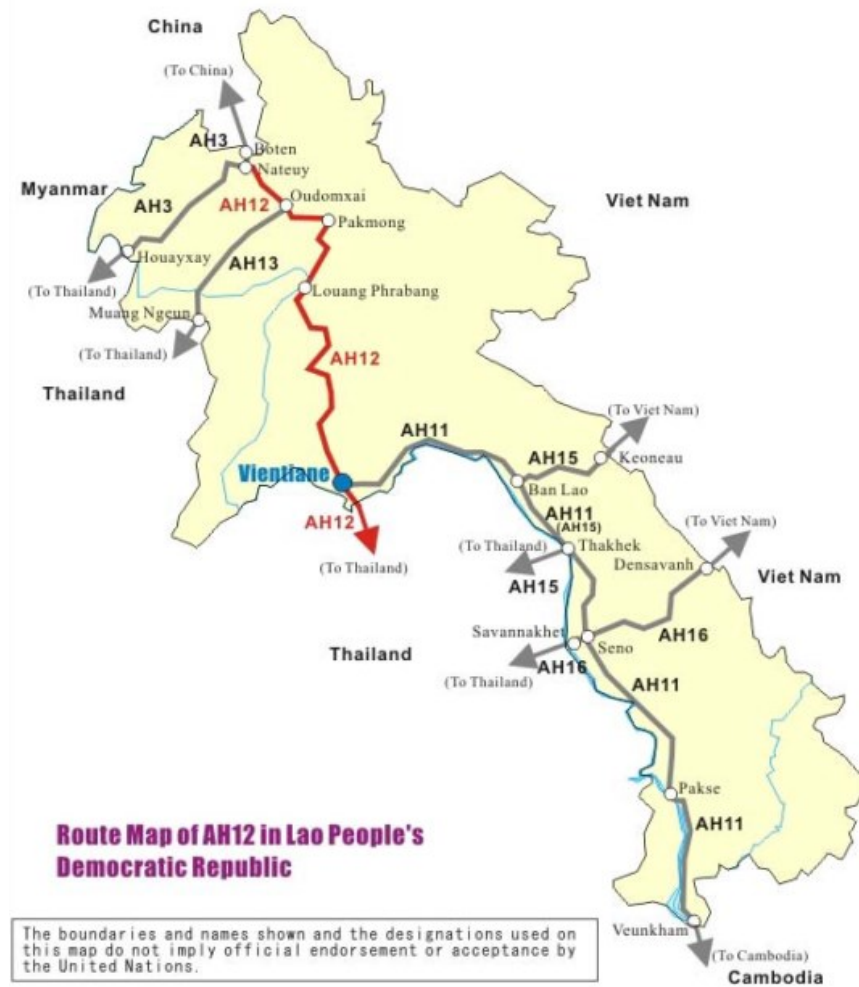 China
(To China)
AH3
Boten
Nateuy
Myanmar
AH3
AH12
Oudomxai
Viet Nam
Pakmong
Houayxay
AH13
(To Thailand)
Louang Phrabang
Muang Ngeun
(To Thailand)
AH12
Thailand
(To Viet Nam)
AH11
AH15
Keoneau
Vientiane
Ban Lao
AH12
AH11
(AH15)
(To Viet Nam)
(To Thailand)
(To Thailand)
Thakhek
Densavanh
AH15
Viet Nam
Savannakhet
AH16
Seno
Thailand
AH16
(To Thailand)
AH11
Pakse
AH11
Route Map of AH12 in Lao People's
Democratic Republic
Veunkham
(To Cambodia)
Cambodia
The boundaries and names shown and the designations used on
this map do not imply official endorsement or acceptance by
the United Nations.